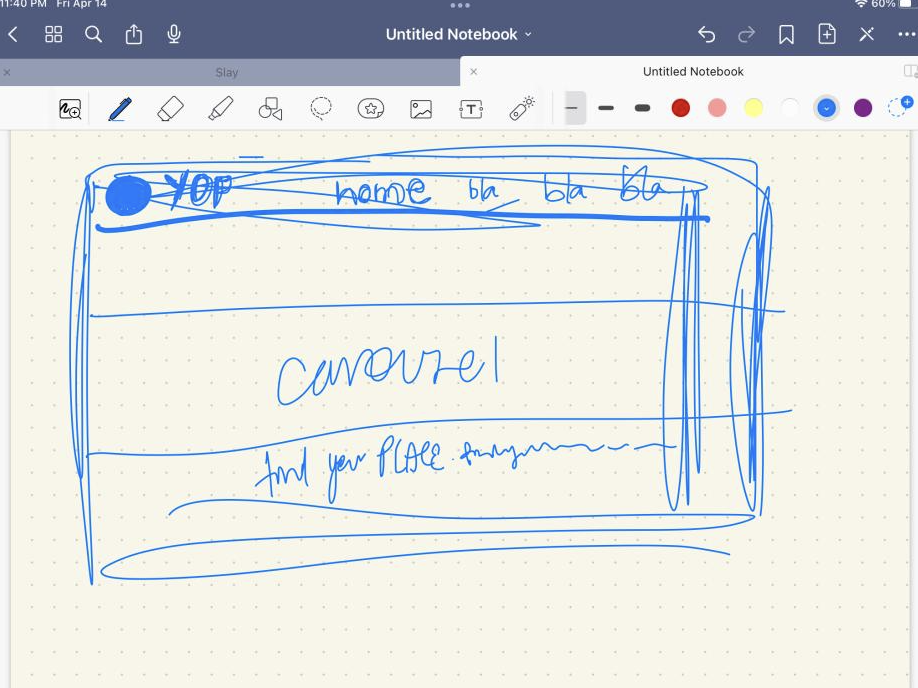 11:40 PM Fri Apr 14
60%
Untitled Notebook
Slay
Untitled Notebook
T
YOP home bla bla bla
carousel
find your PLACE